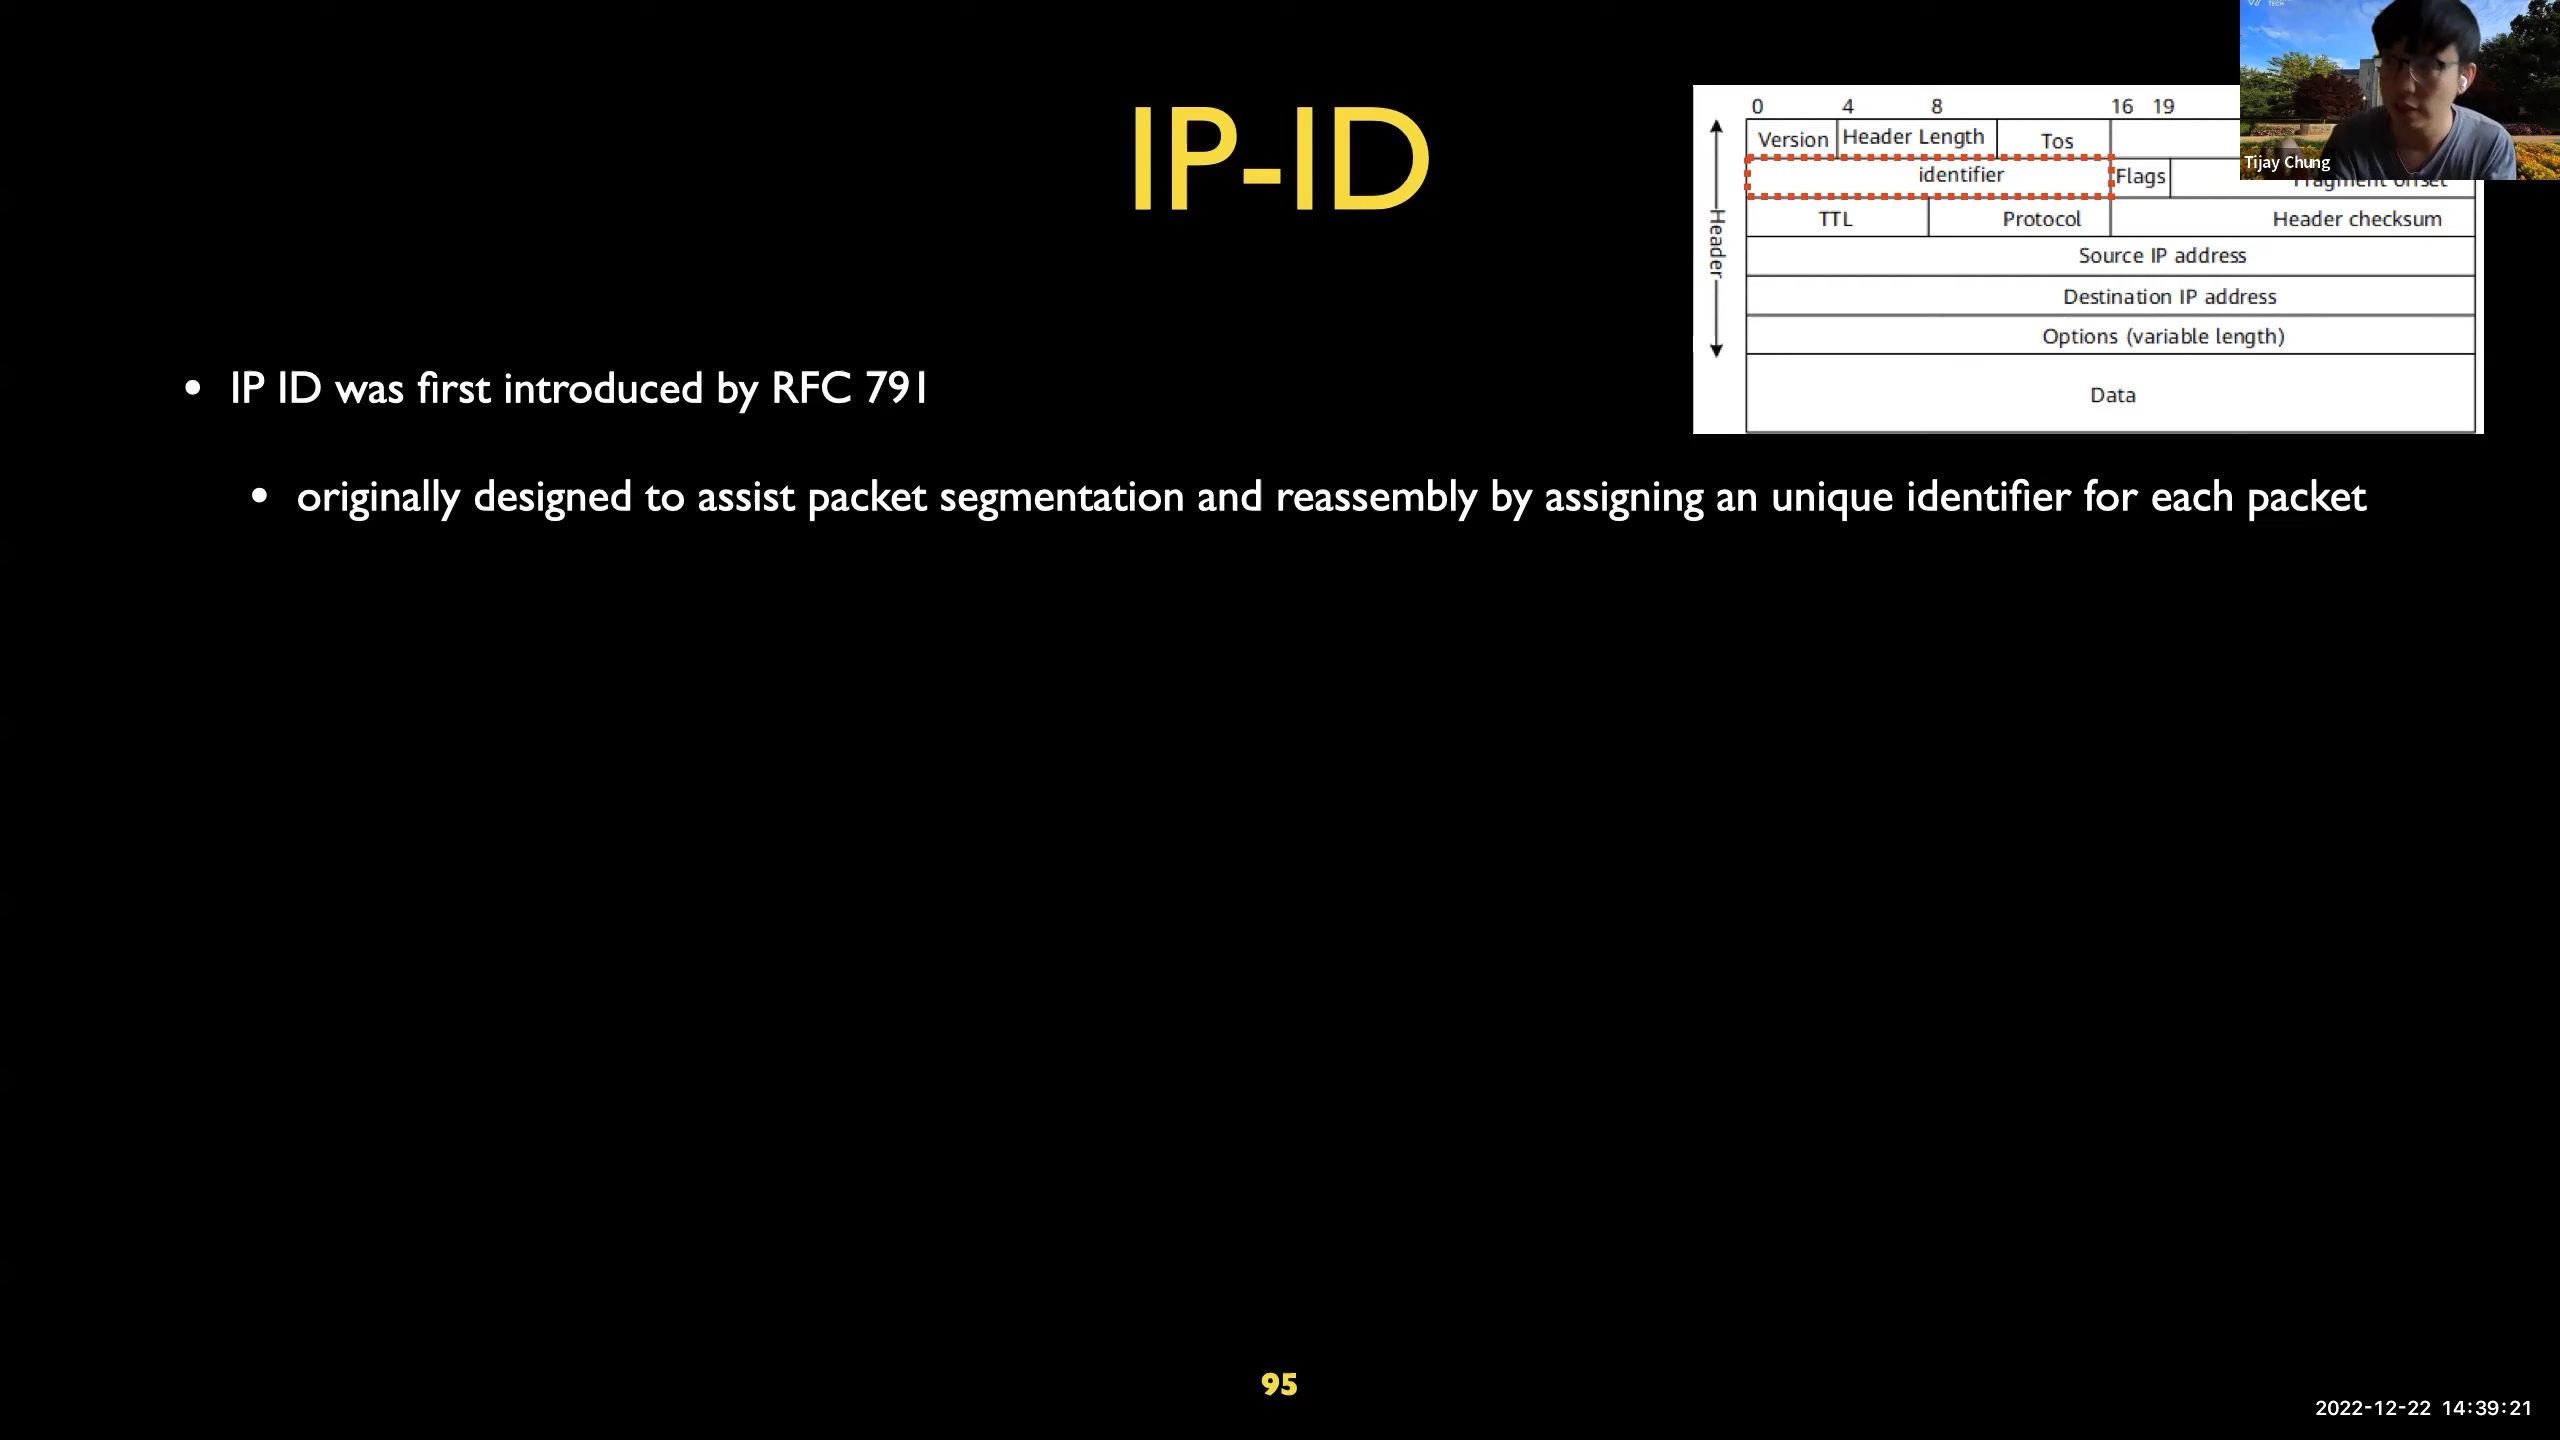 IP-ID
0 4 8 16 19
Version Header Length Tos
identifier Flags Fragment offset
TTL Protocol Header checksum
Source IP address
Destination IP address
Options (variable length)
Data
Header
TECH
Tijay Chung
• IP ID was first introduced by RFC 791
• originally designed to assist packet segmentation and reassembly by assigning an unique identifier for each packet
95
2022-12-22 14:39:21